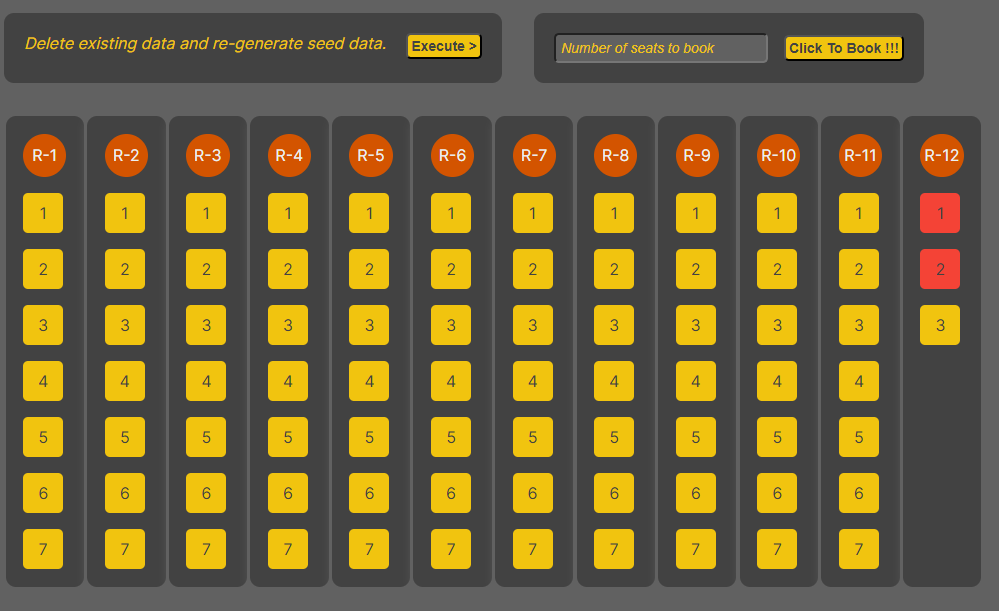 Delete existing data and re-generate seed data. Execute > Number of seats to book Click To Book !!!
R-1 R-2 R-3 R-4 R-5 R-6 R-7 R-8 R-9 R-10 R-11 R-12
1 1 1 1 1 1 1 1 1 1 1 1
2 2 2 2 2 2 2 2 2 2 2 2
3 3 3 3 3 3 3 3 3 3 3 3
4 4 4 4 4 4 4 4 4 4 4
5 5 5 5 5 5 5 5 5 5 5
6 6 6 6 6 6 6 6 6 6 6
7 7 7 7 7 7 7 7 7 7 7